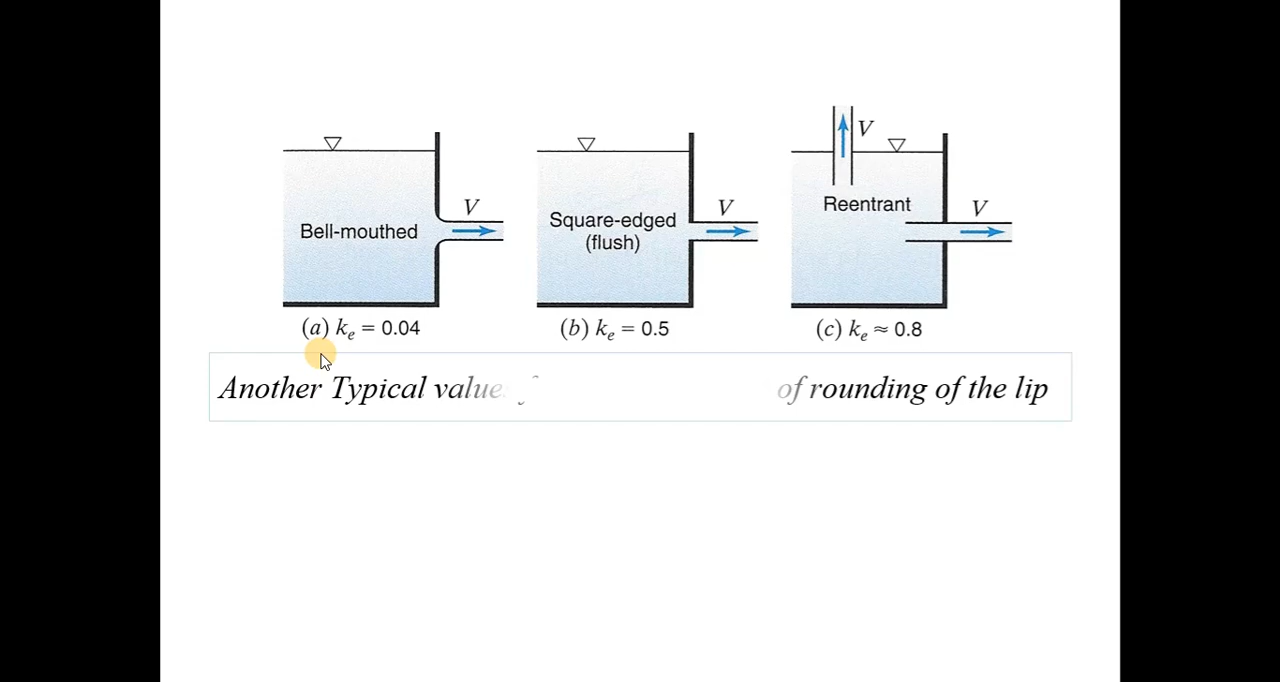 V
V
V
V
Reentrant
Bell-mouthed
Square-edged
(flush)
(a) kₑ = 0.04
(b) kₑ = 0.5
(c) kₑ ≈ 0.8
Another Typical value of rounding of the lip